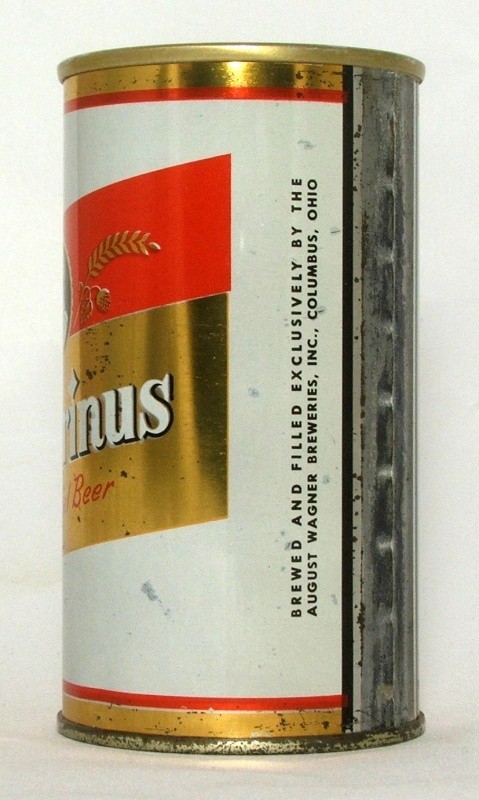 rinus
Beer
BREWED AND FILLED EXCLUSIVELY BY THE
AUGUST WAGNER BREWERIES, INC., COLUMBUS, OHIO